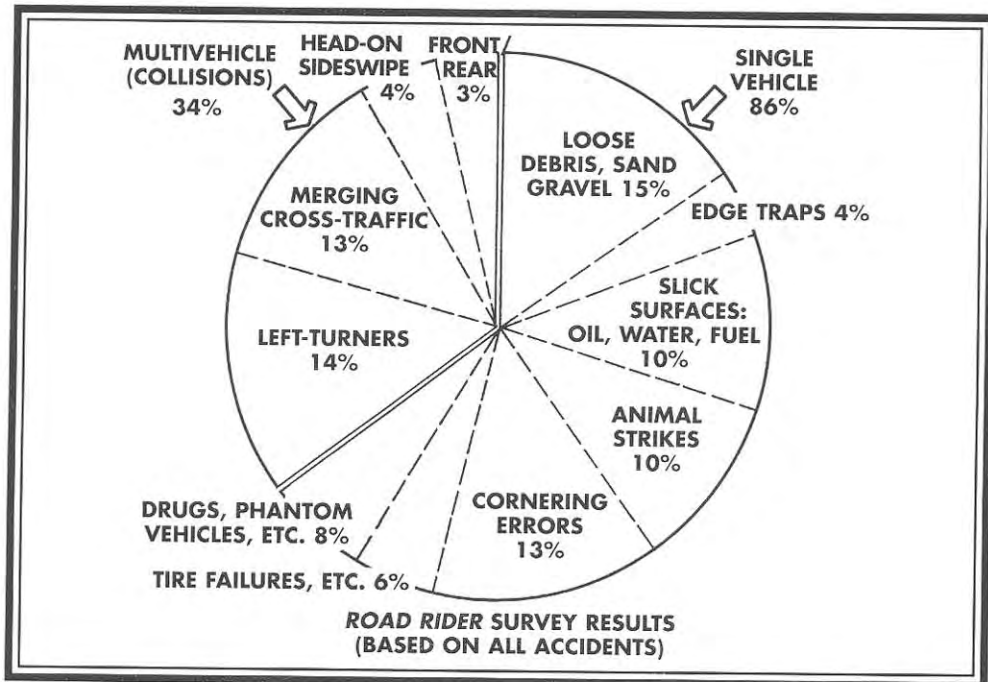 MULTIVEHICLE
(COLLISIONS)
34%
HEAD-ON
SIDESWIPE
4%
FRONT/
REAR
3%
SINGLE
VEHICLE
86%
LOOSE
DEBRIS, SAND
GRAVEL 15%
EDGE TRAPS 4%
SLICK
SURFACES:
OIL, WATER, FUEL
10%
ANIMAL
STRIKES
10%
CORNERING
ERRORS
13%
TIRE FAILURES, ETC. 6%
DRUGS, PHANTOM
VEHICLES, ETC. 8%
LEFT-TURNERS
14%
MERGING
CROSS-TRAFFIC
13%
ROAD RIDER SURVEY RESULTS
(BASED ON ALL ACCIDENTS)